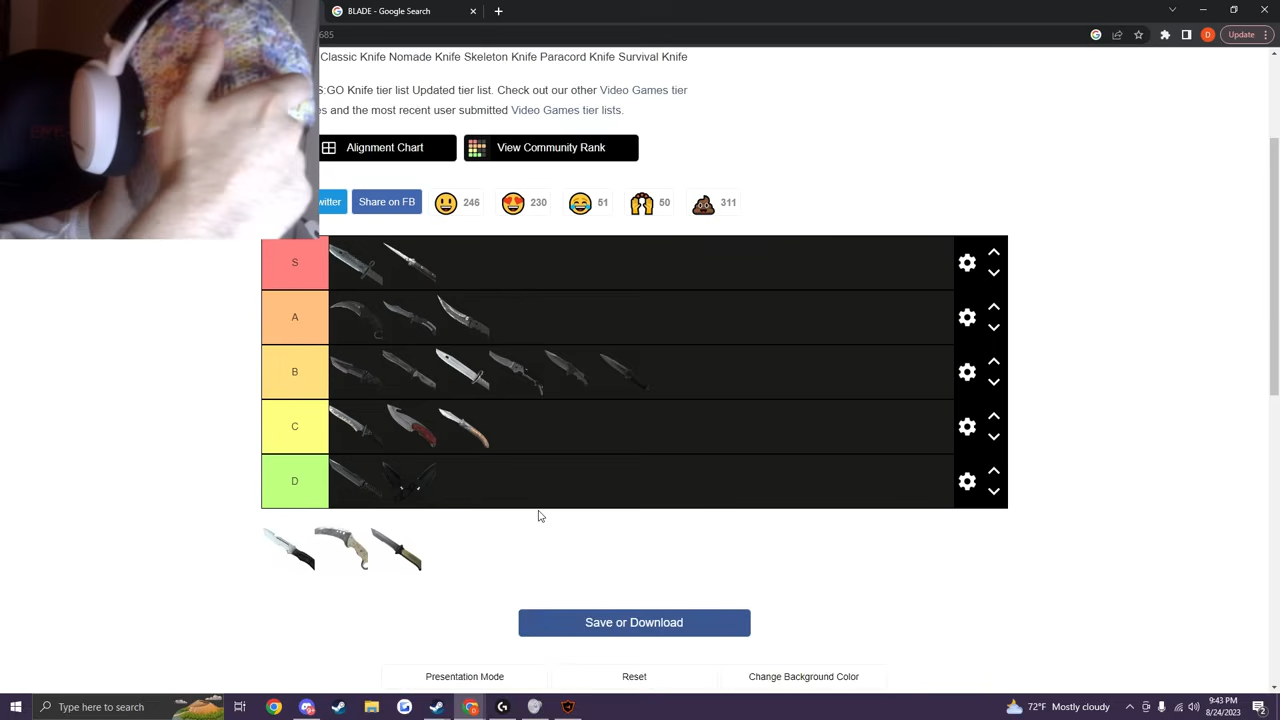 BLADE - Google Search
685
Update
Classic Knife Nomade Knife Skeleton Knife Paracord Knife Survival Knife
S:GO Knife tier list Updated tier list. Check out our other Video Games tier
es and the most recent user submitted Video Games tier lists.
Alignment Chart
View Community Rank
witter
Share on FB
246
230
51
50
311
S
A
B
C
D
Save or Download
Presentation Mode
Reset
Change Background Color
Type here to search
72°F Mostly cloudy
9:43 PM
8/24/2023